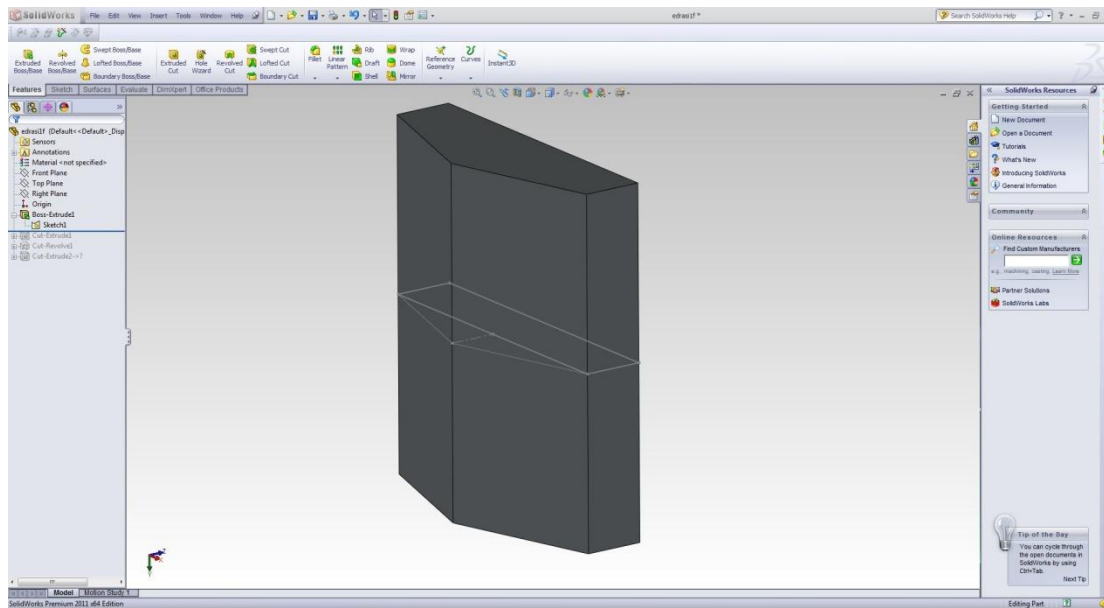 SolidWorks File Edit View Insert Tools Window Help edrasi1f * Search SolidWorks Help
Extruded Boss/Base Revolved Boss/Base Swept Boss/Base Lofted Boss/Base Boundary Boss/Base Extruded Cut Hole Wizard Revolved Cut Swept Cut Lofted Cut Boundary Cut Fillet Linear Pattern Rib Draft Shell Wrap Dome Mirror Reference Geometry Curves Instant3D
Features Sketch Surfaces Evaluate DimXpert Office Products
edrasi1f (Default<<Default>_Disp
Sensors
Annotations
Material <not specified>
Front Plane
Top Plane
Right Plane
Origin
Boss-Extrude1
Sketch1
Cut-Extrude1
Cut-Revolve1
Cut-Extrude2->?
SolidWorks Resources
Getting Started
New Document
Open a Document
Tutorials
What's New
Introducing SolidWorks
General Information
Community
Online Resources
Find Custom Manufacturers
e.g. machining, casting, Learn More
Partner Solutions
SolidWorks Labs
Tip of the Day
You can cycle through
the open documents in
SolidWorks by using
Ctrl+Tab.
Next Tip
Model Motion Study 1
SolidWorks Premium 2011 x64 Edition Editing Part